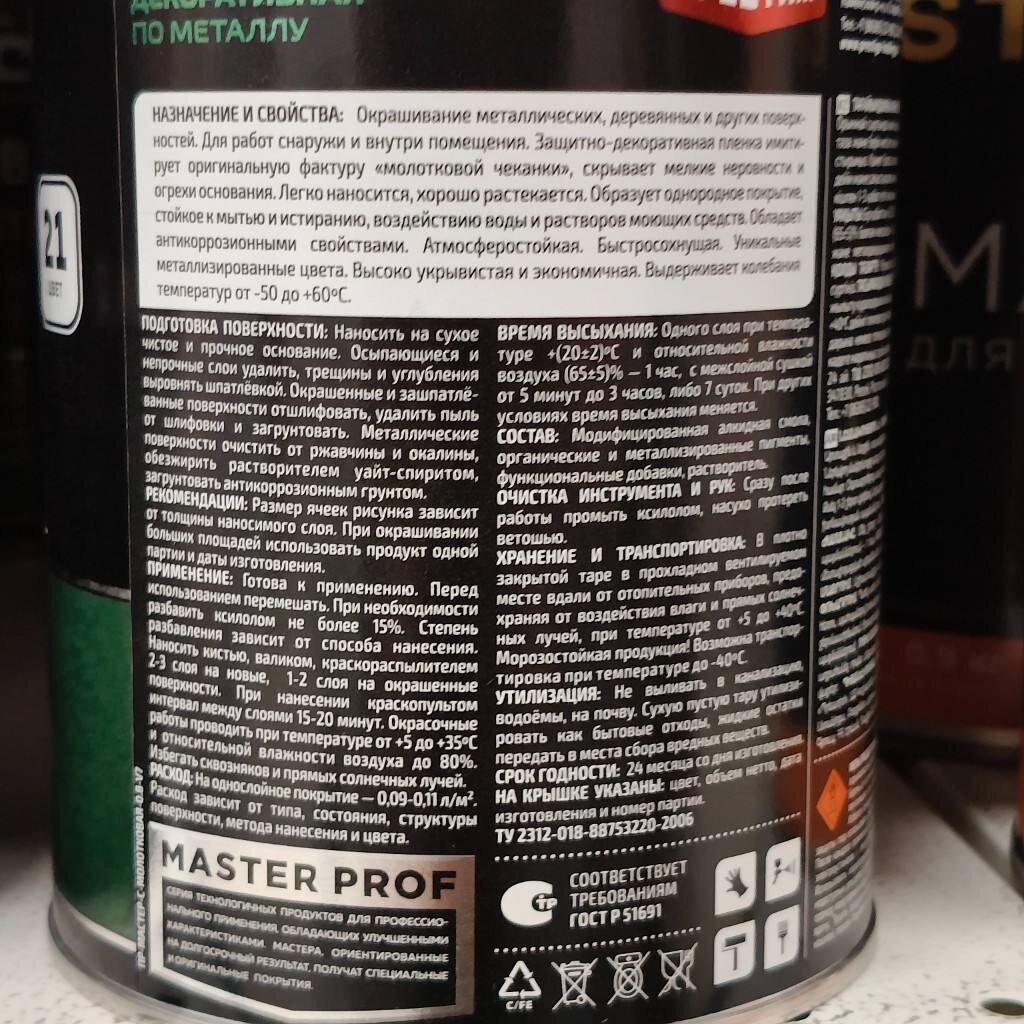 ДЕКОРАТИВНАЯ
ПО МЕТАЛЛУ
21
ЦВЕТ
НАЗНАЧЕНИЕ И СВОЙСТВА: Окрашивание металлических, деревянных и других поверх-
ностей. Для работ снаружи и внутри помещения. Защитно-декоративная пленка имити-
рует оригинальную фактуру «молотковой чеканки», скрывает мелкие неровности и
огрехи основания. Легко наносится, хорошо растекается. Образует однородное покрытие,
стойкое к мытью и истиранию, воздействию воды и растворов моющих средств. Обладает
антикоррозионными свойствами. Атмосферостойкая. Быстросохнущая. Уникальные
металлизированные цвета. Высоко укрывистая и экономичная. Выдерживает колебания
температур от -50 до +60ºС.
ПОДГОТОВКА ПОВЕРХНОСТИ: Наносить на сухое
чистое и прочное основание. Осыпающиеся и
непрочные слои удалить, трещины и углубления
выровнять шпатлёвкой. Окрашенные и зашпатлё-
ванные поверхности отшлифовать, удалить пыль
от шлифовки и загрунтовать. Металлические
поверхности очистить от ржавчины и окалины,
обезжирить растворителем уайт-спиритом,
загрунтовать антикоррозионным грунтом.
РЕКОМЕНДАЦИИ: Размер ячеек рисунка зависит
от толщины наносимого слоя. При окрашивании
больших площадей использовать продукт одной
партии и даты изготовления.
ПРИМЕНЕНИЕ: Готова к применению. Перед
использованием перемешать. При необходимости
разбавить ксилолом не более 15%. Степень
разбавления зависит от способа нанесения.
Наносить кистью, валиком, краскораспылителем
2-3 слоя на новые, 1-2 слоя на окрашенные
поверхности. При нанесении краскопультом
интервал между слоями 15-20 минут. Окрасочные
работы проводить при температуре от +5 до +35ºС
и относительной влажности воздуха до 80%.
Избегать сквозняков и прямых солнечных лучей.
РАСХОД: На однослойное покрытие — 0,09-0,11 л/м².
Расход зависит от типа, состояния, структуры
поверхности, метода нанесения и цвета.
MASTER PROF
СЕРИЯ ТЕХНОЛОГИЧНЫХ ПРОДУКТОВ ДЛЯ ПРОФЕССИО-
НАЛЬНОГО ПРИМЕНЕНИЯ, ОБЛАДАЮЩИХ УЛУЧШЕННЫМИ
ХАРАКТЕРИСТИКАМИ. МАСТЕРА, ОРИЕНТИРОВАННЫЕ
НА ДОЛГОСРОЧНЫЙ РЕЗУЛЬТАТ, ПОЛУЧАТ СПЕЦИАЛЬНЫЕ
И ОРИГИНАЛЬНЫЕ ПОКРЫТИЯ.
ПР-МАСТЕР-С-МОЛОТКОВАЯ-0.8-V7
ВРЕМЯ ВЫСЫХАНИЯ: Одного слоя при темпера-
туре +(20±2)ºС и относительной влажности
воздуха (65±5)% — 1 час, с межслойной сушкой
от 5 минут до 3 часов, либо 7 суток. При других
условиях время высыхания меняется.
СОСТАВ: Модифицированная алкидная смола,
органические и металлизированные пигменты,
функциональные добавки, растворитель.
ОЧИСТКА ИНСТРУМЕНТА И РУК: Сразу после
работы промыть ксилолом, насухо протереть
ветошью.
ХРАНЕНИЕ И ТРАНСПОРТИРОВКА: В плотно
закрытой таре в прохладном вентилируемом
месте вдали от отопительных приборов, предо-
храняя от воздействия влаги и прямых солнеч-
ных лучей, при температуре от +5 до +40ºС.
Морозостойкая продукция! Возможна транспор-
тировка при температуре до -40ºС.
УТИЛИЗАЦИЯ: Не выливать в канализацию,
водоёмы, на почву. Сухую пустую тару утилизи-
ровать как бытовые отходы, жидкие остатки
передать в места сбора вредных веществ.
СРОК ГОДНОСТИ: 24 месяца со дня изготовления.
НА КРЫШКЕ УКАЗАНЫ: цвет, объем нетто, дата
изготовления и номер партии.
ТУ 2312-018-88753220-2006
СООТВЕТСТВУЕТ
ТРЕБОВАНИЯМ
ГОСТ Р 51691
C/FE
ST
МА
ДЛЯ